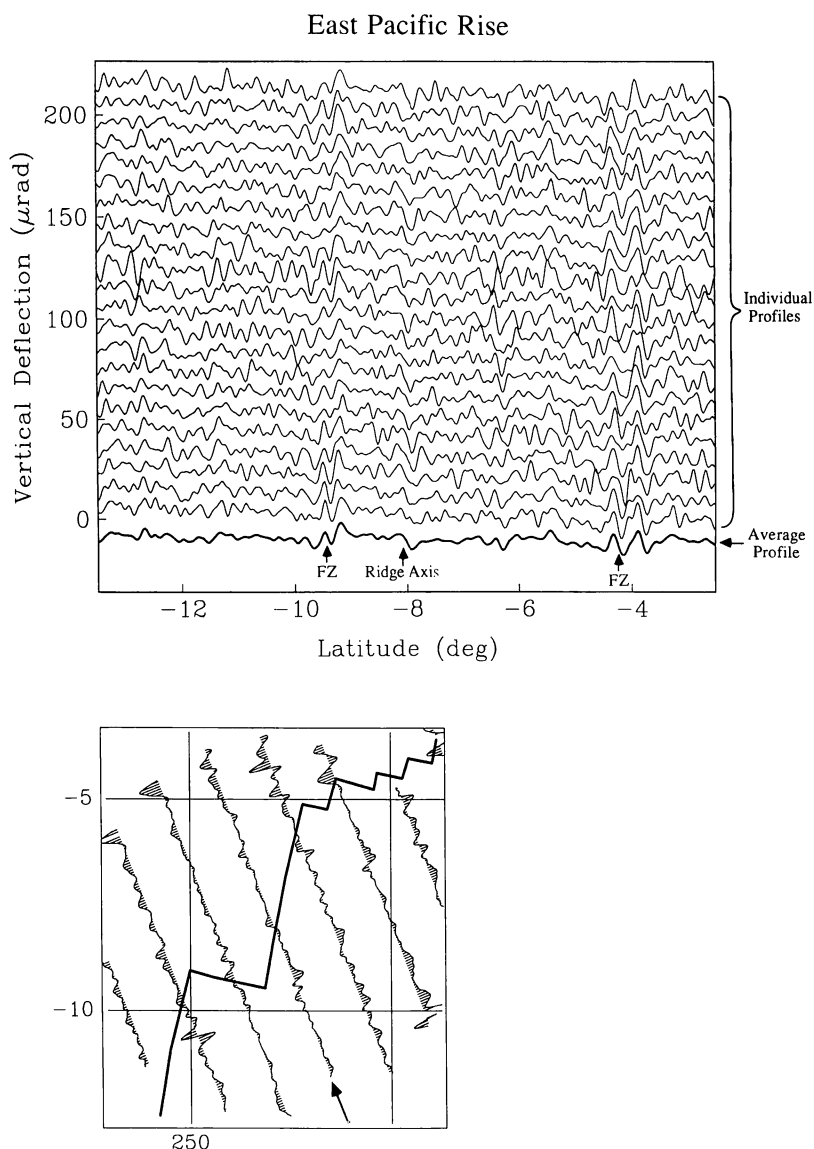 East Pacific Rise
Vertical Deflection (μrad)
200
150
100
50
0
Individual
Profiles
Average
Profile
FZ
Ridge Axis
FZ
−12
−10
−8
−6
−4
Latitude (deg)
−5
−10
250